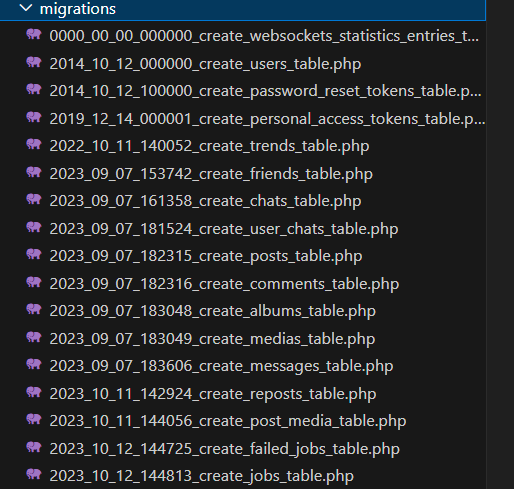 migrations
0000_00_00_000000_create_websockets_statistics_entries_t...
2014_10_12_000000_create_users_table.php
2014_10_12_100000_create_password_reset_tokens_table.p...
2019_12_14_000001_create_personal_access_tokens_table.p...
2022_10_11_140052_create_trends_table.php
2023_09_07_153742_create_friends_table.php
2023_09_07_161358_create_chats_table.php
2023_09_07_181524_create_user_chats_table.php
2023_09_07_182315_create_posts_table.php
2023_09_07_182316_create_comments_table.php
2023_09_07_183048_create_albums_table.php
2023_09_07_183049_create_medias_table.php
2023_09_07_183606_create_messages_table.php
2023_10_11_142924_create_reposts_table.php
2023_10_11_144056_create_post_media_table.php
2023_10_12_144725_create_failed_jobs_table.php
2023_10_12_144813_create_jobs_table.php